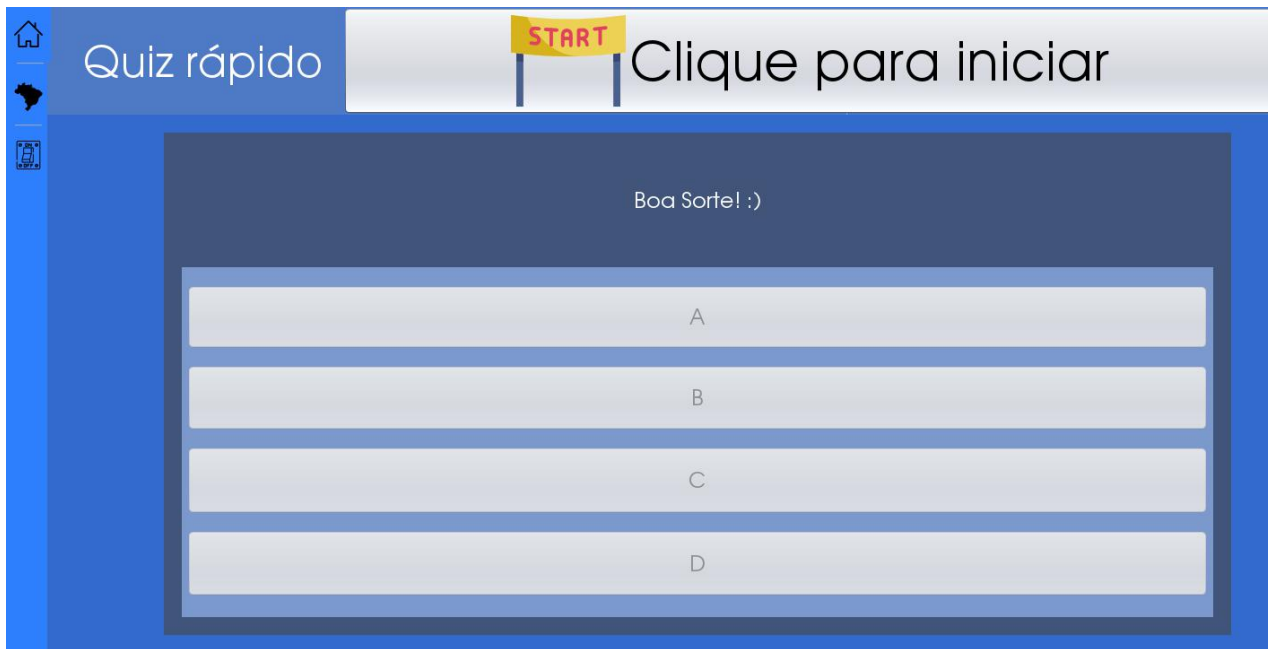 Quiz rápido
START
Clique para iniciar
Boa Sorte! :)
A
B
C
D